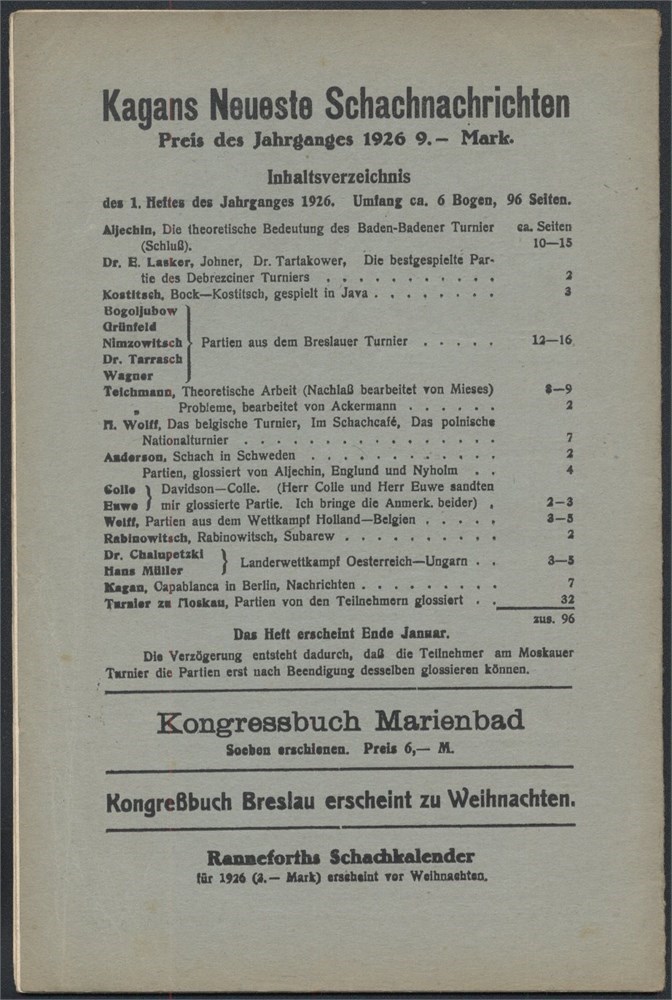 Kagans Neueste Schachnachrichten
Preis des Jahrganges 1926 9.— Mark.
Inhaltsverzeichnis
des 1. Heftes des Jahrganges 1926. Umfang ca. 6 Bogen, 96 Seiten.
Aljechin, Die theoretische Bedeutung des Baden-Badener Turnier ca. Seiten
(Schluß). 10—15
Dr. E. Lasker, Johner, Dr. Tartakower, Die bestgespielte Par-
tie des Debrecziner Turniers . . . . . . . . . . 2
Kostitsch, Bock—Kostitsch, gespielt in Java . . . . . . . . 3
Bogoljubow
Grünfeld
Nimzowitsch } Partien aus dem Breslauer Turnier . . . . . 12—16
Dr. Tarrasch
Wagner
Teichmann, Theoretische Arbeit (Nachlaß bearbeitet von Mieses) 8—9
„ Probleme, bearbeitet von Ackermann . . . . . . 2
M. Wolff, Das belgische Turnier, Im Schachcafé, Das polnische
Nationalturnier . . . . . . . . . . . . . . . . 7
Anderson, Schach in Schweden . . . . . . . . . . . 2
Partien, glossiert von Aljechin, Englund und Nyholm . . 4
Colle } Davidson—Colle. (Herr Colle und Herr Euwe sandten
Euwe } mir glossierte Partie. Ich bringe die Anmerk. beider) . 2—3
Wolff, Partien aus dem Wettkampf Holland—Belgien . . . . . 3—5
Rabinowitsch, Rabinowitsch, Subarew . . . . . . . . . . 2
Dr. Chalupetzki
Hans Müller } Landerwettkampf Oesterreich—Ungarn . . 3—5
Kagan, Capablanca in Berlin, Nachrichten . . . . . . . . . 7
Turnier zu Moskau, Partien von den Teilnehmern glossiert . . 32
zus. 96
Das Heft erscheint Ende Januar.
Die Verzögerung entsteht dadurch, daß die Teilnehmer am Moskauer
Turnier die Partien erst nach Beendigung desselben glossieren können.
Kongressbuch Marienbad
Soeben erschienen. Preis 6,— M.
Kongreßbuch Breslau erscheint zu Weihnachten.
Ranneforths Schachkalender
für 1926 (2.— Mark) erscheint vor Weihnachten.